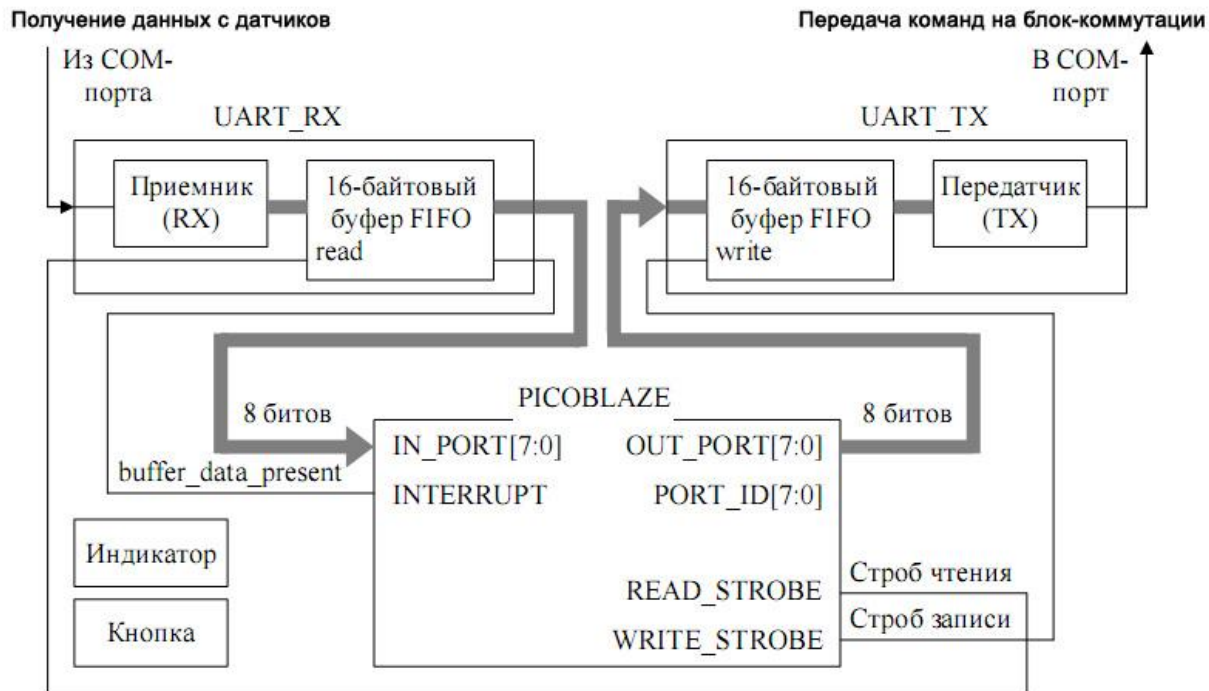 Получение данных с датчиков
Передача команд на блок-коммутации
Из COM-
порта
В COM-
порт
UART_RX
UART_TX
Приемник
(RX)
16-байтовый
буфер FIFO
read
16-байтовый
буфер FIFO
write
Передатчик
(TX)
PICOBLAZE
8 битов
8 битов
IN_PORT[7:0]
OUT_PORT[7:0]
buffer_data_present
INTERRUPT
PORT_ID[7:0]
Индикатор
READ_STROBE
Строб чтения
Кнопка
WRITE_STROBE
Строб записи